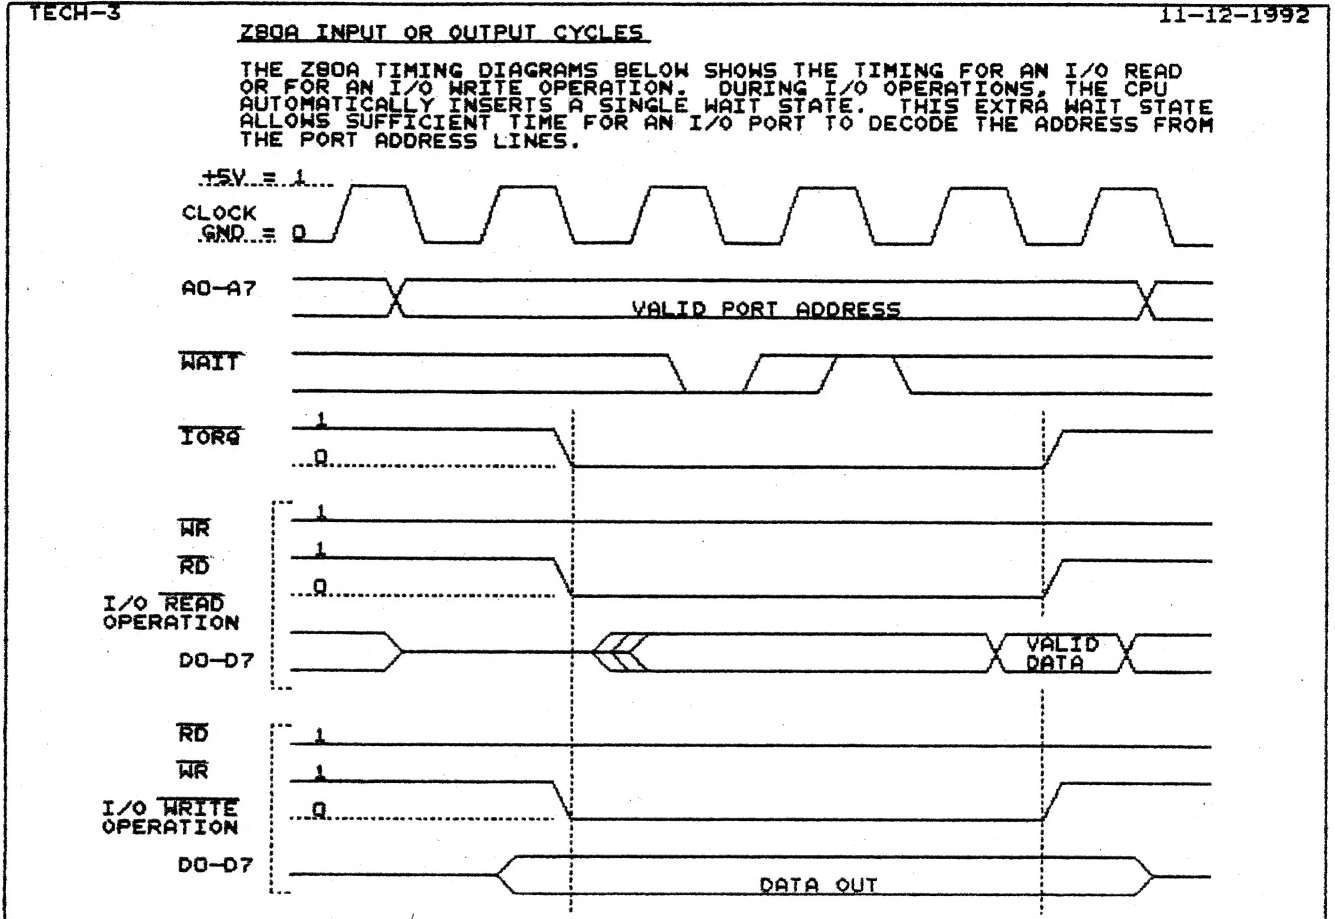 TECH-3
11-12-1992
Z80A INPUT OR OUTPUT CYCLES
THE Z80A TIMING DIAGRAMS BELOW SHOWS THE TIMING FOR AN I/O READ
OR FOR AN I/O WRITE OPERATION. DURING I/O OPERATIONS, THE CPU
AUTOMATICALLY INSERTS A SINGLE WAIT STATE. THIS EXTRA WAIT STATE
ALLOWS SUFFICIENT TIME FOR AN I/O PORT TO DECODE THE ADDRESS FROM
THE PORT ADDRESS LINES.
+5V = 1
CLOCK
GND = 0
A0-A7
VALID PORT ADDRESS
WAIT
IORQ
1
0
WR
1
RD
1
0
I/O READ
OPERATION
D0-D7
VALID
DATA
RD
1
WR
1
0
I/O WRITE
OPERATION
D0-D7
DATA OUT